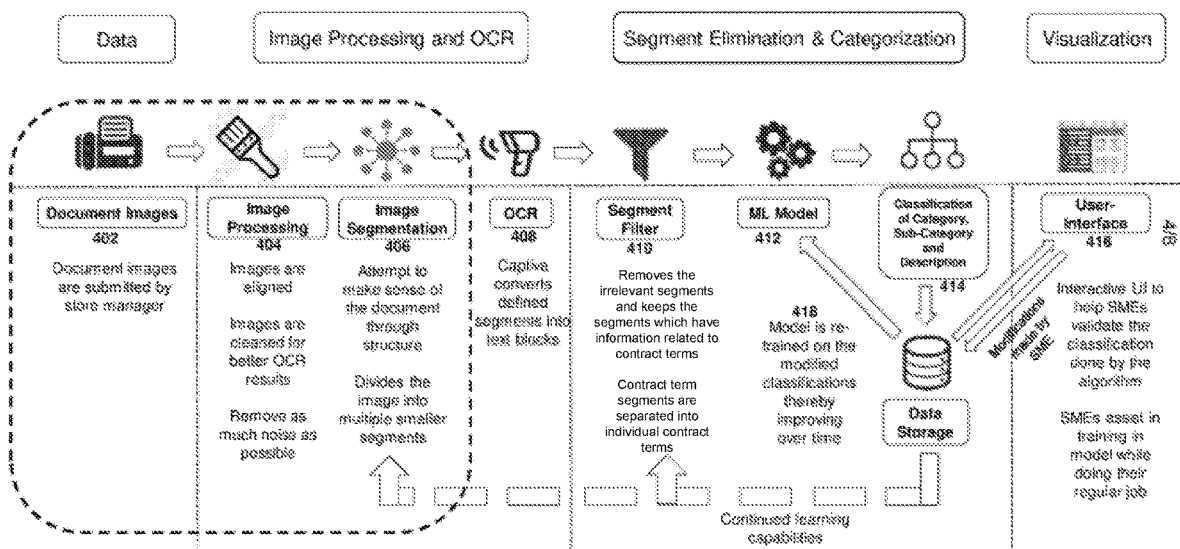 Data
Image Processing and OCR
Segment Elimination & Categorization
Visualization
Document Images
402
Document images
are submitted by
store manager
Image
Processing
404
Images are
aligned
Images are
cleaned for
better OCR
results
Remove as
much noise as
possible
Image
Segmentation
406
Attempt to
make sense of
the document
through
structure
Divides the
image into
multiple smaller
segments
OCR
408
Captive
converts
defined
segments into
text blocks
Segment
Filter
410
Removes the
irrelevant segments
and keeps the
segments which have
information related to
contract terms
Contract term
segments are
separated into
individual contract
terms
ML Model
412
418
Model is re-
trained on the
modified
classifications
thereby
improving
over time
Classification
of Category,
Sub-Category
and
Description
414
Data
Storage
Modifications
made by
SME
User-
Interface
416
Interactive UI to
help SMEs
validate the
classification
done by the
algorithm
SMEs asset in
training in
model while
doing their
regular job
Continued learning
capabilities